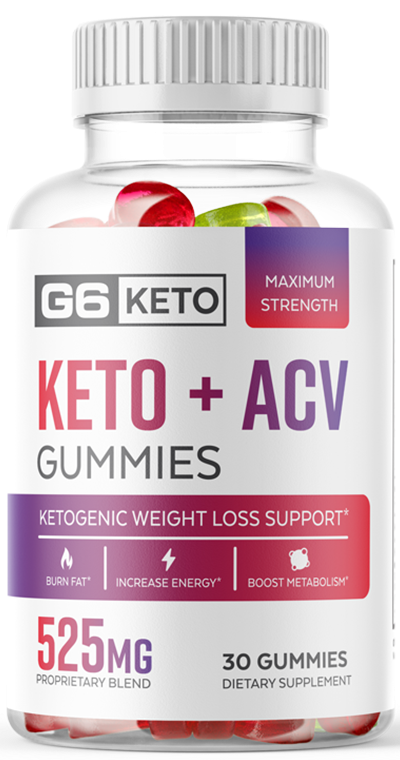 G6 KETO
MAXIMUM
STRENGTH
KETO + ACV
GUMMIES
KETOGENIC WEIGHT LOSS SUPPORT*
BURN FAT*
INCREASE ENERGY*
BOOST METABOLISM*
525MG
PROPRIETARY BLEND
30 GUMMIES
DIETARY SUPPLEMENT